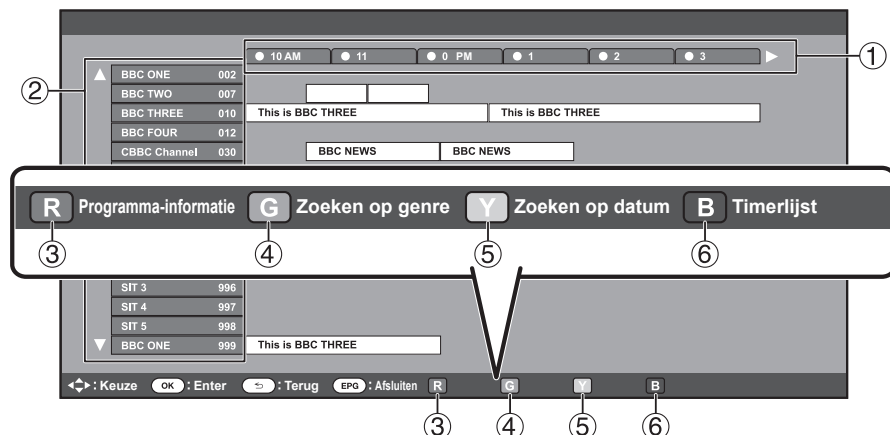 10 AM 11 0 PM 1 2 3 ①
②
BBC ONE 002
BBC TWO 007
BBC THREE 010 This is BBC THREE This is BBC THREE
BBC FOUR 012
CBBC Channel 030 BBC NEWS BBC NEWS
R Programma-informatie G Zoeken op genre Y Zoeken op datum B Timerlijst
③ ④ ⑤ ⑥
SIT 3 996
SIT 4 997
SIT 5 998
BBC ONE 999 This is BBC THREE
: Keuze OK : Enter : Terug EPG : Afsluiten R G Y B
③ ④ ⑤ ⑥